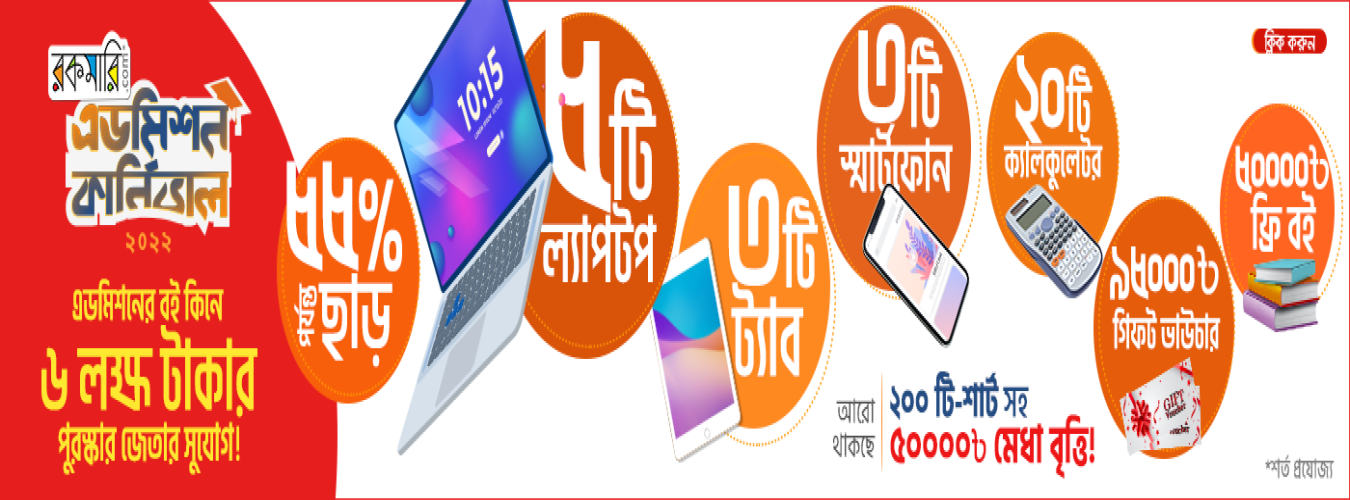 রকমারি
.com
এডমিশন
কার্নিভাল
২০২২
এডমিশনের বই কিনে
৬ লক্ষ টাকার
পুরস্কার জেতার সুযোগ!
৫৫%
পর্যন্ত ছাড়
10:15
৫টি
ল্যাপটপ
৩টি
ট্যাব
৩টি
স্মার্টফোন
২০টি
ক্যালকুলেটর
১৫০০০৳
গিফট ভাউচার
GIFT
Voucher
৫০০০০৳
ফ্রি বই
ক্লিক করুন
আরো
থাকছে
২০০ টি-শার্ট সহ
৫০০০০৳ মেধা বৃত্তি!
*শর্ত প্রযোজ্য